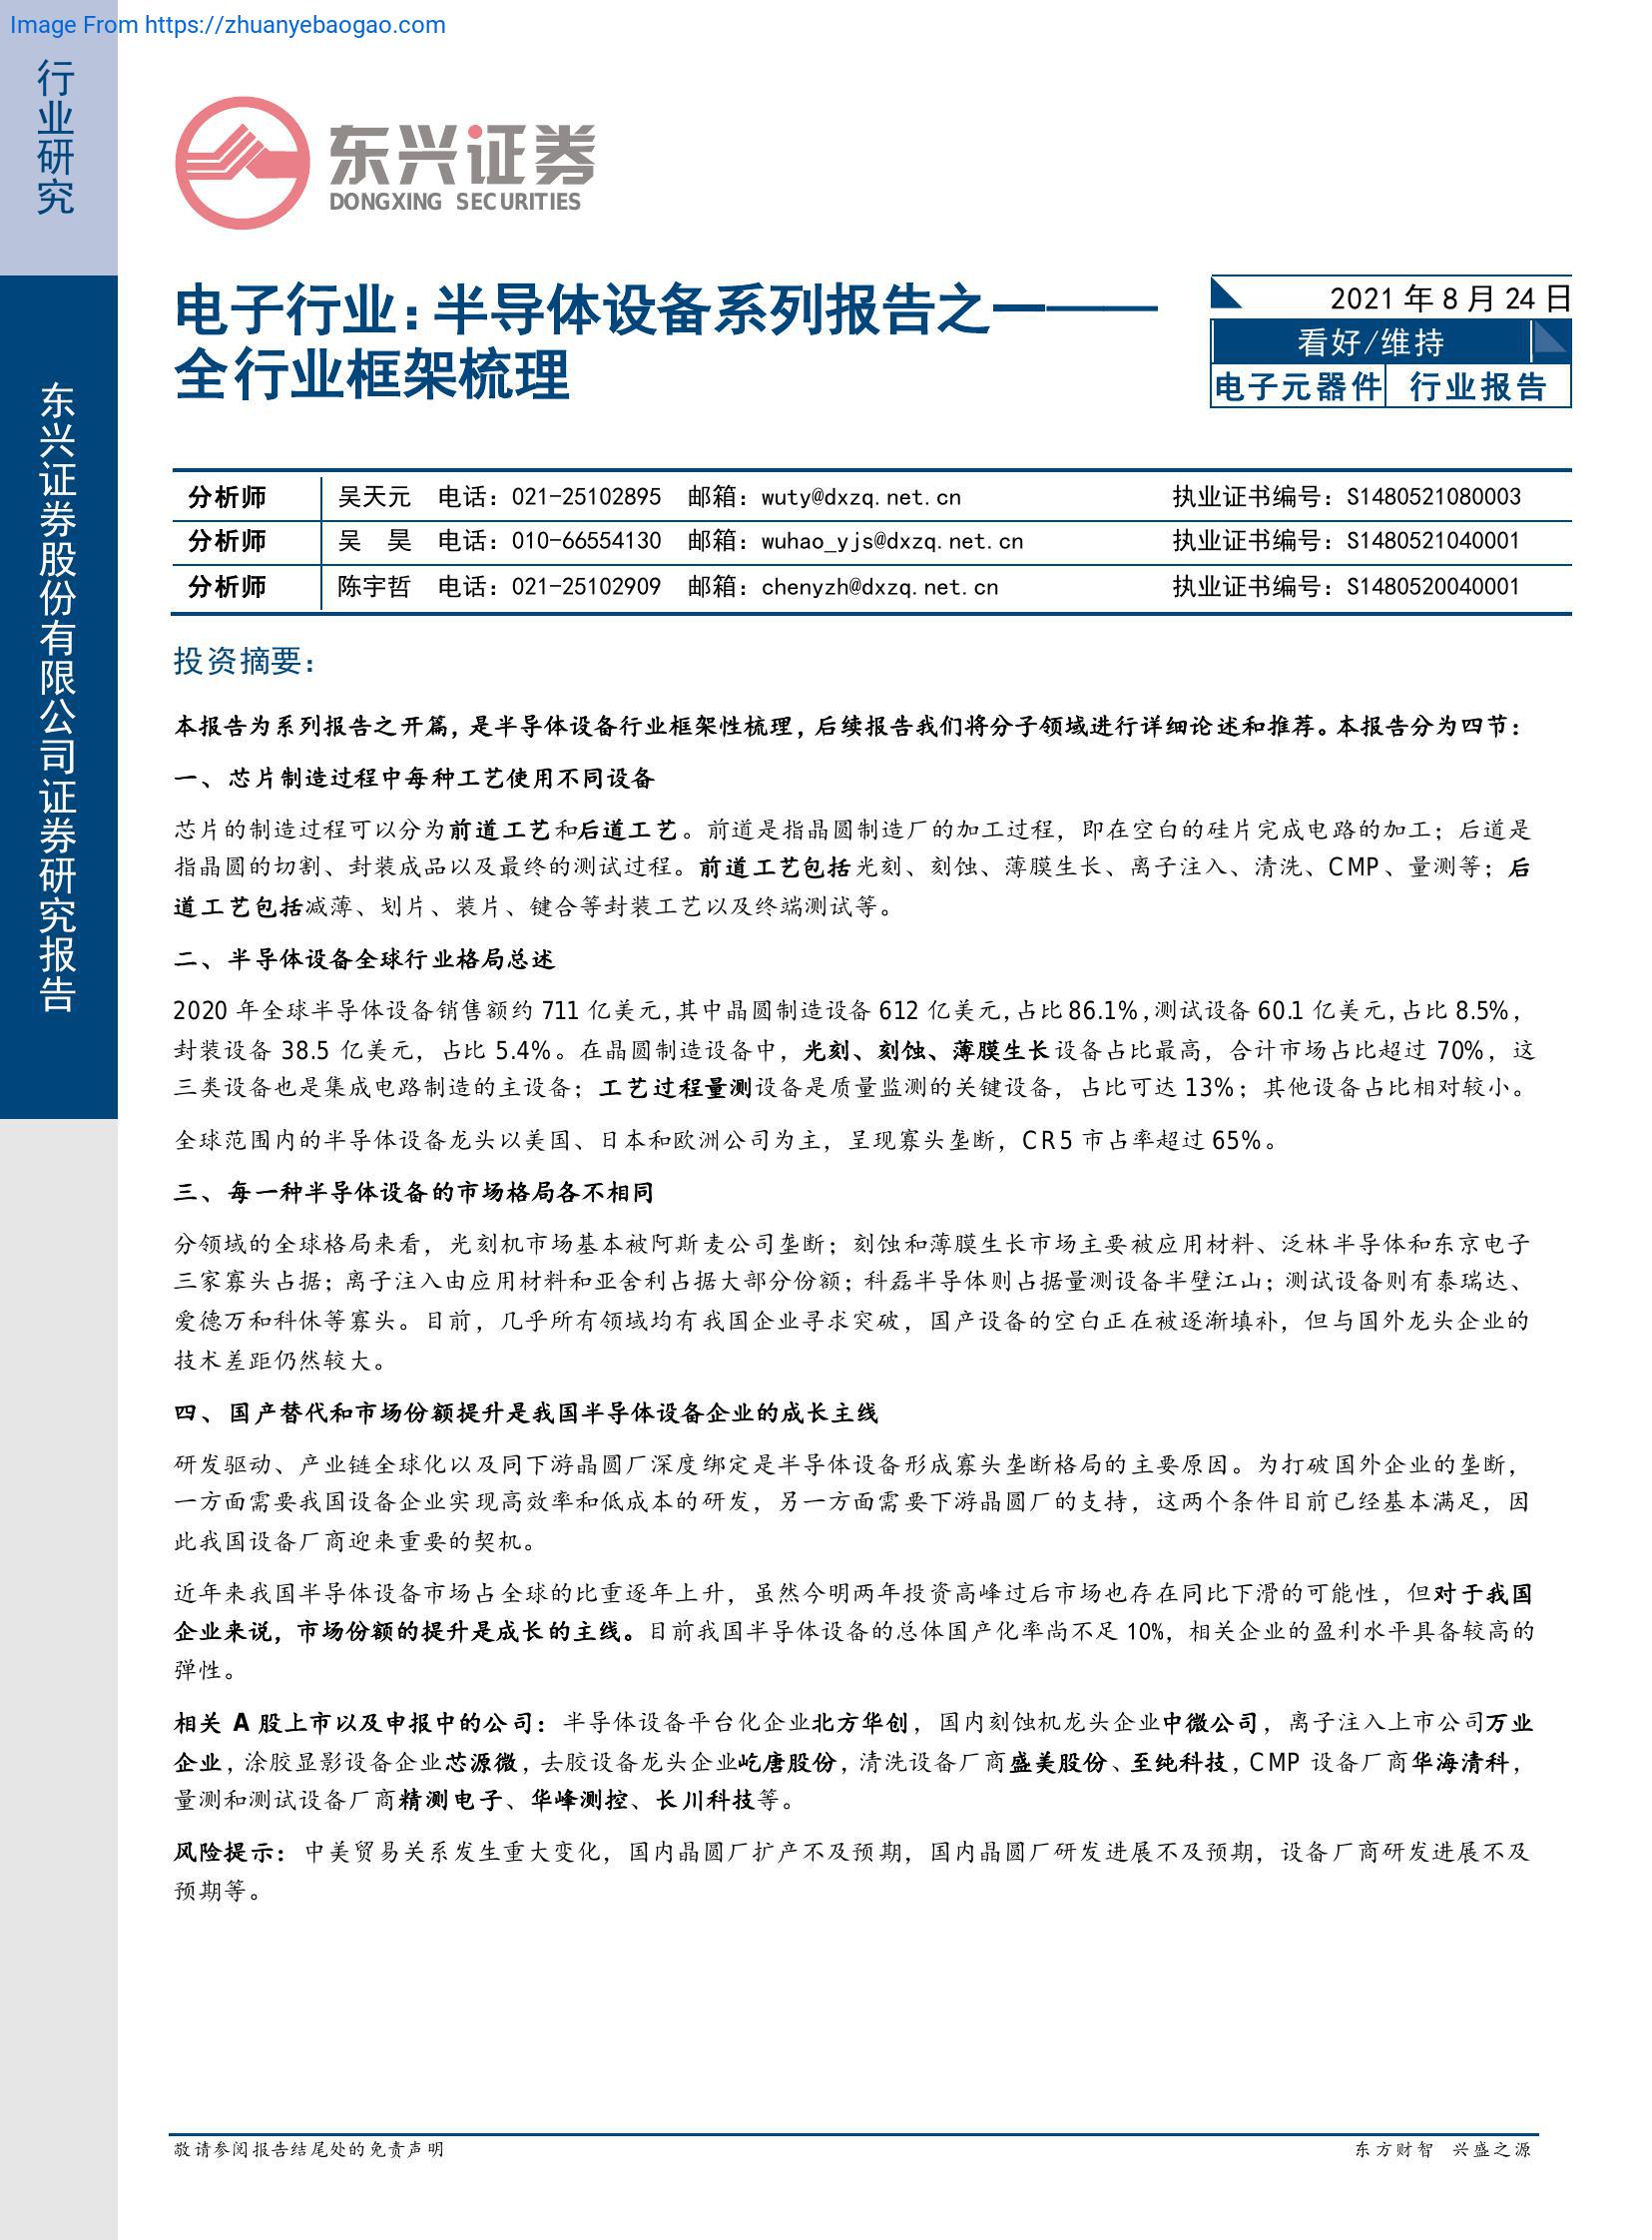 Image From https://zhuanyebaogao.com
行业研究
东兴证券股份有限公司证券研究报告
东兴证券
DONGXING SECURITIES
电子行业：半导体设备系列报告之一——
全行业框架梳理
2021 年 8 月 24 日
看好/维持
电子元器件 行业报告
分析师 吴天元 电话：021-25102895 邮箱：wuty@dxzq.net.cn 执业证书编号：S1480521080003
分析师 吴 昊 电话：010-66554130 邮箱：wuhao_yjs@dxzq.net.cn 执业证书编号：S1480521040001
分析师 陈宇哲 电话：021-25102909 邮箱：chenyzh@dxzq.net.cn 执业证书编号：S1480520040001
投资摘要：
本报告为系列报告之开篇，是半导体设备行业框架性梳理，后续报告我们将分子领域进行详细论述和推荐。本报告分为四节：
一、芯片制造过程中每种工艺使用不同设备
芯片的制造过程可以分为前道工艺和后道工艺。前道是指晶圆制造厂的加工过程，即在空白的硅片完成电路的加工；后道是
指晶圆的切割、封装成品以及最终的测试过程。前道工艺包括光刻、刻蚀、薄膜生长、离子注入、清洗、CMP、量测等；后
道工艺包括减薄、划片、装片、键合等封装工艺以及终端测试等。
二、半导体设备全球行业格局总述
2020 年全球半导体设备销售额约 711 亿美元，其中晶圆制造设备 612 亿美元，占比 86.1%，测试设备 60.1 亿美元，占比 8.5%，
封装设备 38.5 亿美元，占比 5.4%。在晶圆制造设备中，光刻、刻蚀、薄膜生长设备占比最高，合计市场占比超过 70%，这
三类设备也是集成电路制造的主设备；工艺过程量测设备是质量监测的关键设备，占比可达 13%；其他设备占比相对较小。
全球范围内的半导体设备龙头以美国、日本和欧洲公司为主，呈现寡头垄断，CR5 市占率超过 65%。
三、每一种半导体设备的市场格局各不相同
分领域的全球格局来看，光刻机市场基本被阿斯麦公司垄断；刻蚀和薄膜生长市场主要被应用材料、泛林半导体和东京电子
三家寡头占据；离子注入由应用材料和亚舍利占据大部分份额；科磊半导体则占据量测设备半壁江山；测试设备则有泰瑞达、
爱德万和科休等寡头。目前，几乎所有领域均有我国企业寻求突破，国产设备的空白正在被逐渐填补，但与国外龙头企业的
技术差距仍然较大。
四、国产替代和市场份额提升是我国半导体设备企业的成长主线
研发驱动、产业链全球化以及同下游晶圆厂深度绑定是半导体设备形成寡头垄断格局的主要原因。为打破国外企业的垄断，
一方面需要我国设备企业实现高效率和低成本的研发，另一方面需要下游晶圆厂的支持，这两个条件目前已经基本满足，因
此我国设备厂商迎来重要的契机。
近年来我国半导体设备市场占全球的比重逐年上升，虽然今明两年投资高峰过后市场也存在同比下滑的可能性，但对于我国
企业来说，市场份额的提升是成长的主线。目前我国半导体设备的总体国产化率尚不足 10%，相关企业的盈利水平具备较高的
弹性。
相关 A 股上市以及申报中的公司：半导体设备平台化企业北方华创，国内刻蚀机龙头企业中微公司，离子注入上市公司万业
企业，涂胶显影设备企业芯源微，去胶设备龙头企业屹唐股份，清洗设备厂商盛美股份、至纯科技，CMP 设备厂商华海清科，
量测和测试设备厂商精测电子、华峰测控、长川科技等。
风险提示：中美贸易关系发生重大变化，国内晶圆厂扩产不及预期，国内晶圆厂研发进展不及预期，设备厂商研发进展不及
预期等。
敬请参阅报告结尾处的免责声明
东方财智 兴盛之源